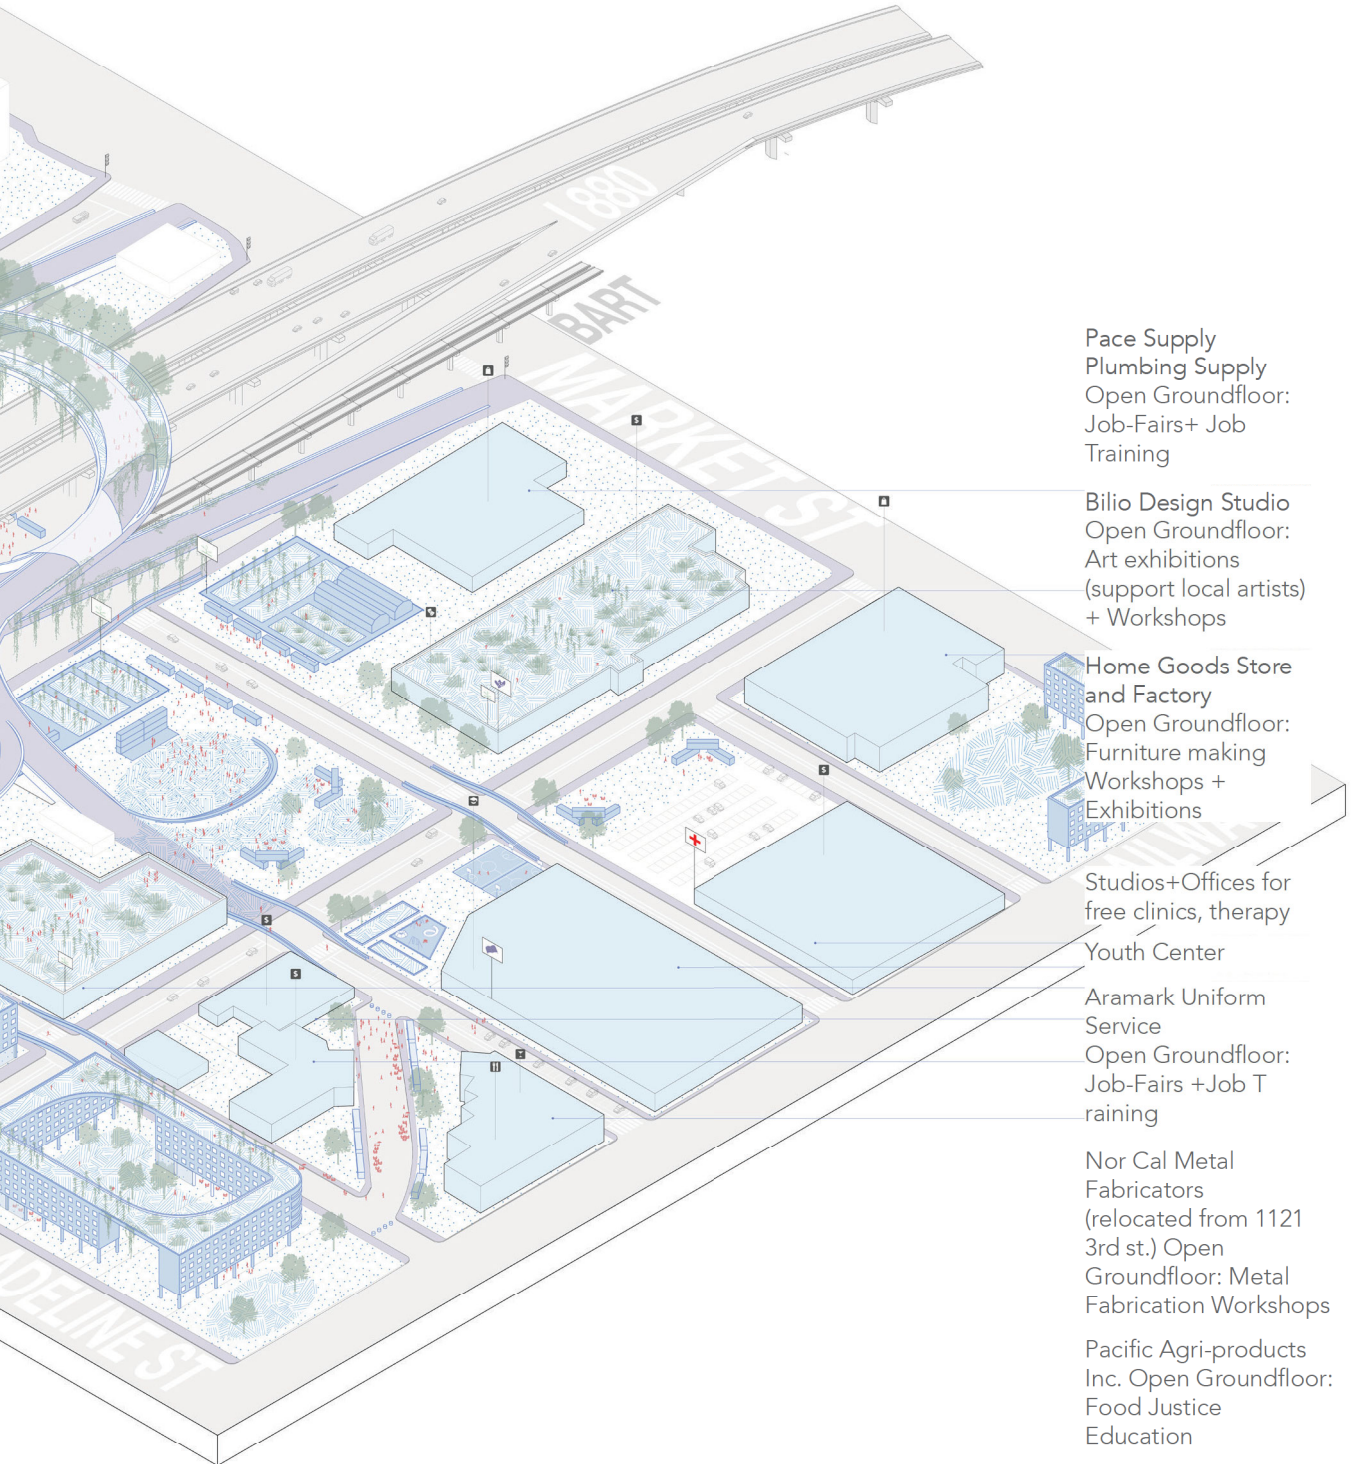 I 880
BART
MARKET ST
Pace Supply
Plumbing Supply
Open Groundfloor:
Job-Fairs+ Job
Training
Bilio Design Studio
Open Groundfloor:
Art exhibitions
(support local artists)
+ Workshops
Home Goods Store
and Factory
Open Groundfloor:
Furniture making
Workshops +
Exhibitions
Studios+Offices for
free clinics, therapy
Youth Center
Aramark Uniform
Service
Open Groundfloor:
Job-Fairs +Job T
raining
Nor Cal Metal
Fabricators
(relocated from 1121
3rd st.) Open
Groundfloor: Metal
Fabrication Workshops
Pacific Agri-products
Inc. Open Groundfloor:
Food Justice
Education
DELINE ST